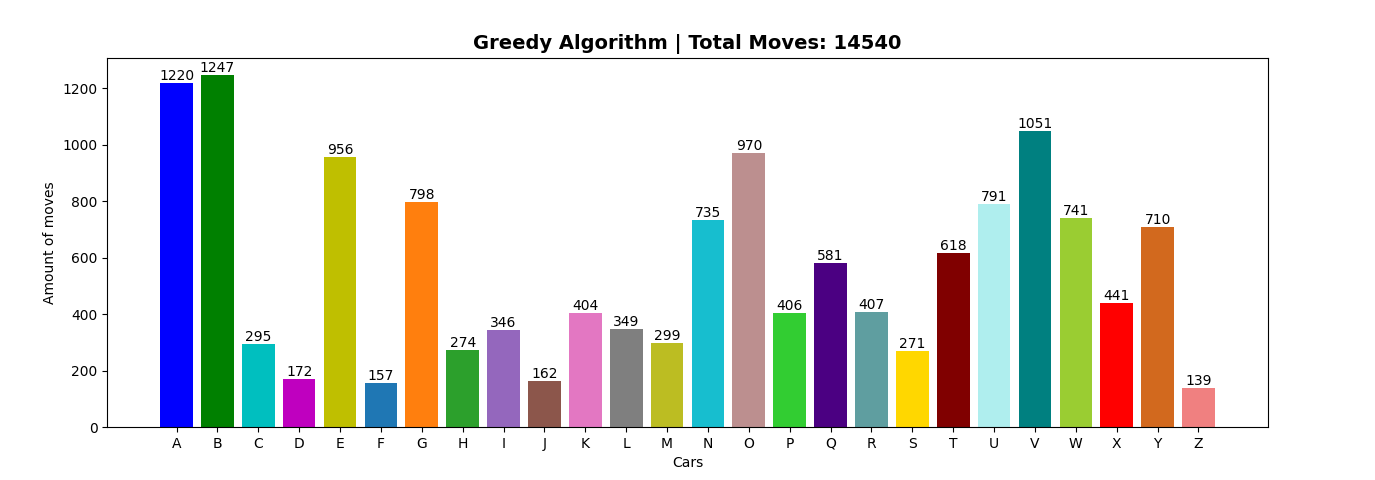 Greedy Algorithm | Total Moves: 14540
Amount of moves
1200
1000
800
600
400
200
0
1220 1247 295 172 956 157 798 274 346 162 404 349 299 735 970 406 581 407 271 618 791 1051 741 441 710 139
A B C D E F G H I J K L M N O P Q R S T U V W X Y Z
Cars